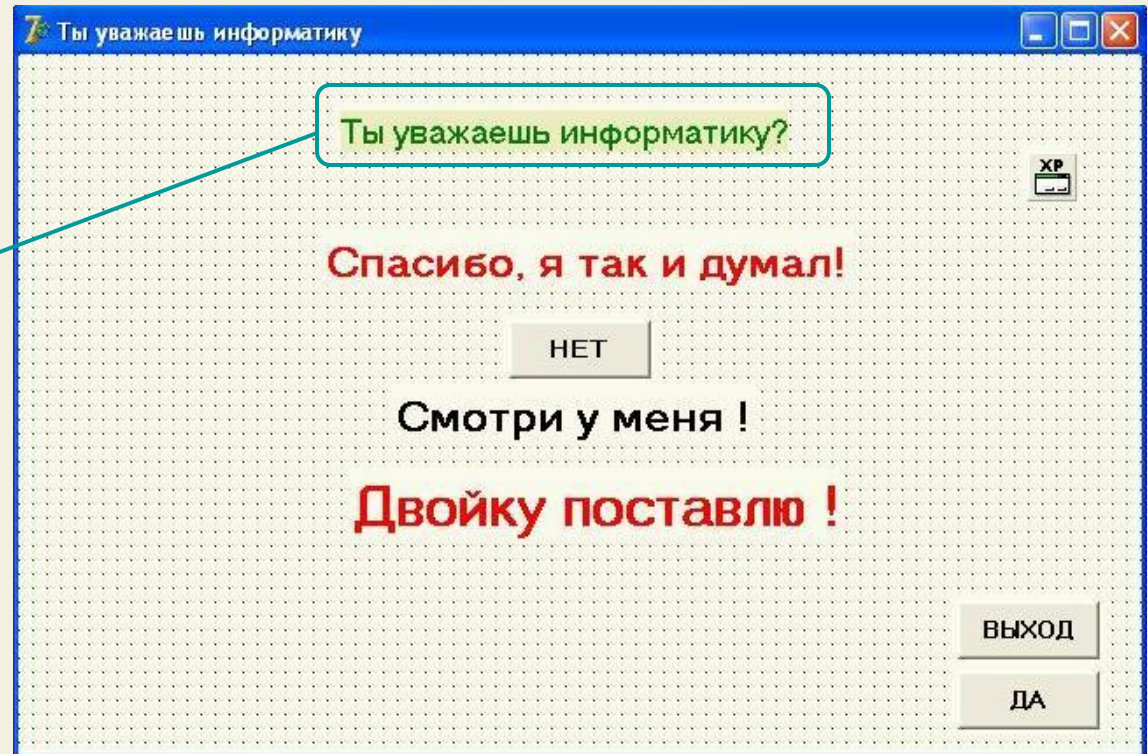 Ты уважаешь информатику
Ты уважаешь информатику?
XP
Спасибо, я так и думал!
НЕТ
Смотри у меня !
Двойку поставлю !
ВЫХОД
ДА